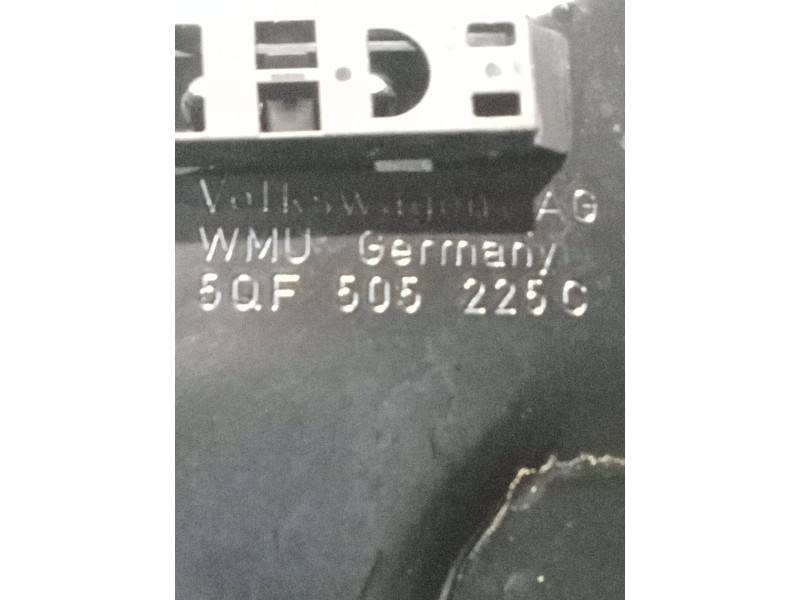 Volkswagen AG
WMU Germany
5QF 505 225C